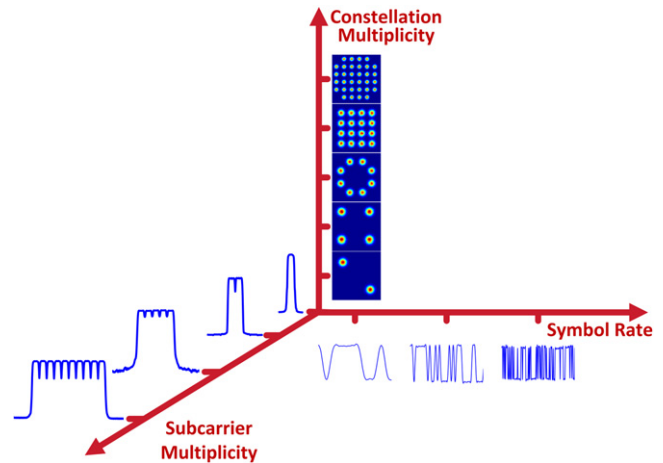 Constellation
Multiplicity
Symbol Rate
Subcarrier
Multiplicity